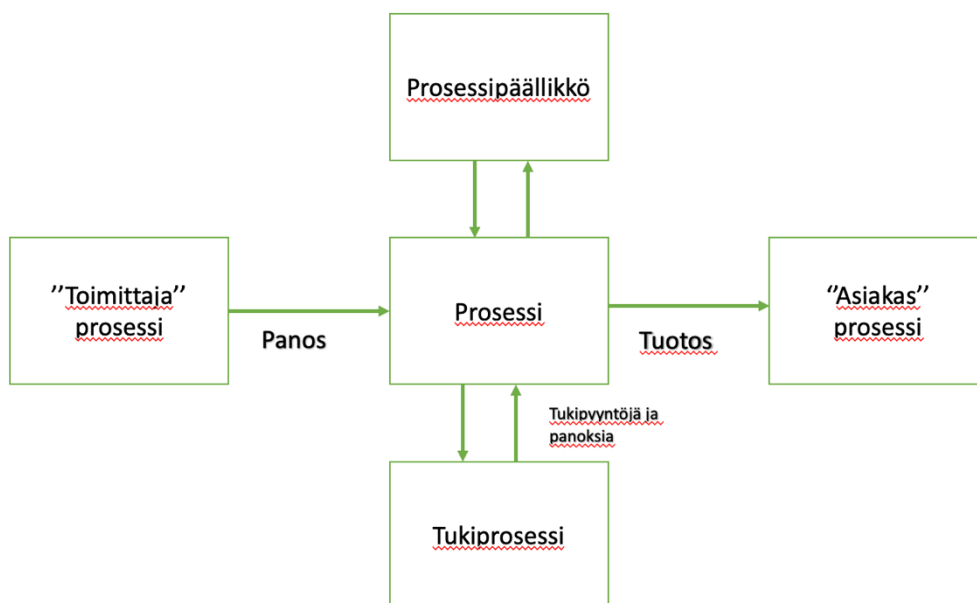 Prosessipäällikkö
’’Toimittaja’’
prosessi
Panos
Prosessi
Tuotos
‘’Asiakas’’
prosessi
Tukipyyntöjä ja
panoksia
Tukiprosessi